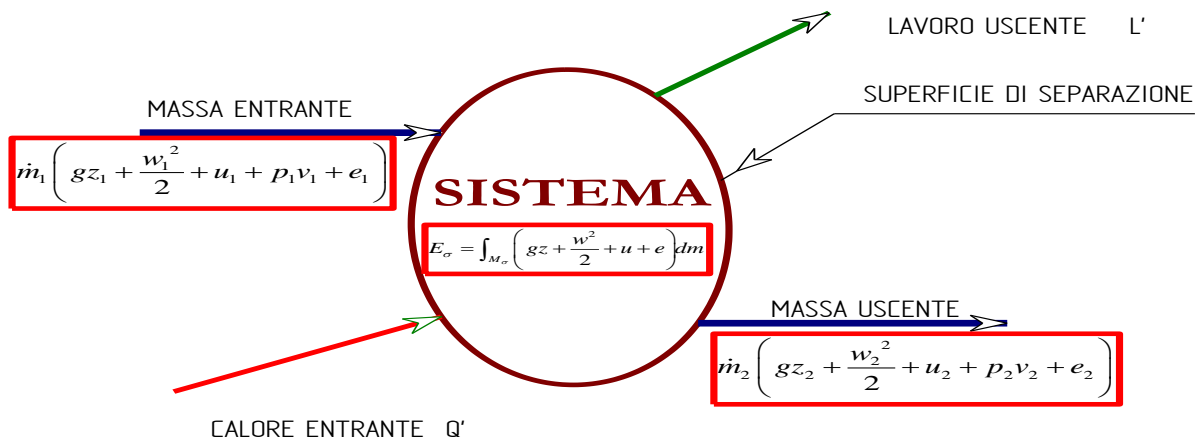 LAVORO USCENTE L'
SUPERFICIE DI SEPARAZIONE
MASSA ENTRANTE
ṁ₁(gz₁ + w₁²/2 + u₁ + p₁v₁ + e₁)
SISTEMA
E_σ = ∫_{M_σ}(gz + w²/2 + u + e)dm
MASSA USCENTE
ṁ₂(gz₂ + w₂²/2 + u₂ + p₂v₂ + e₂)
CALORE ENTRANTE Q'